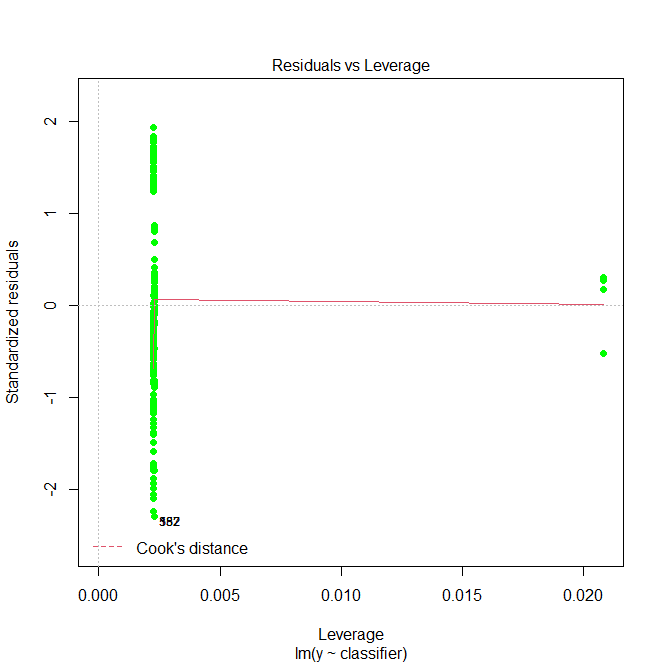 Residuals vs Leverage
Standardized residuals
2
1
0
-1
-2
Cook's distance
0.000 0.005 0.010 0.015 0.020
Leverage
lm(y ~ classifier)